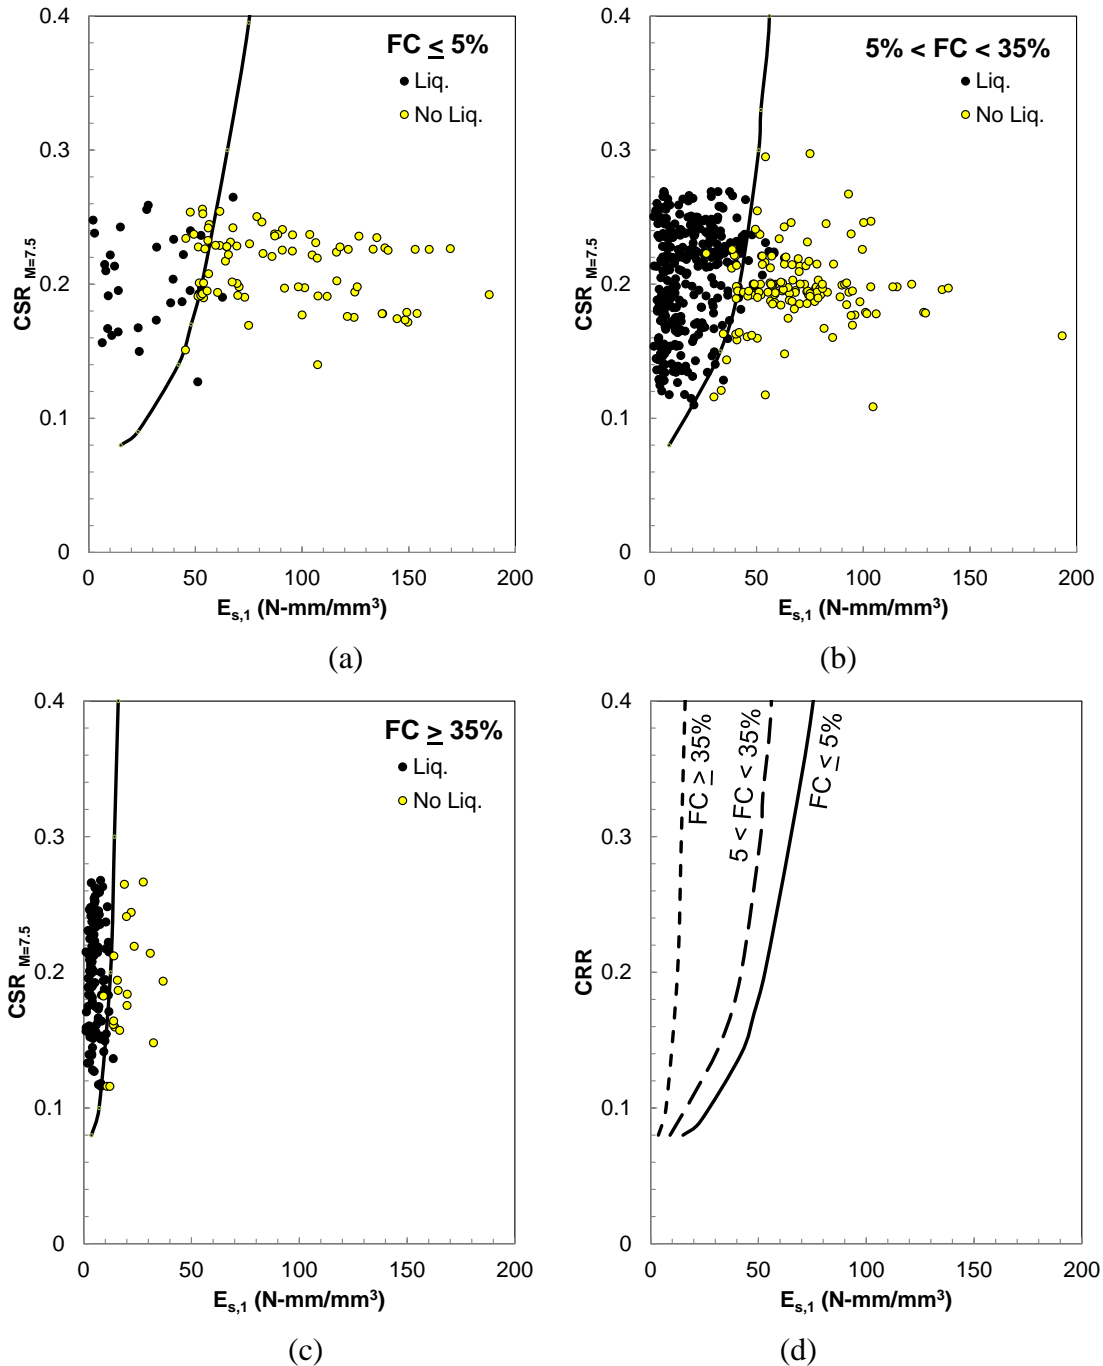 0.4
FC ≤ 5%
Liq.
No Liq.
0.3
CSR M=7.5
0.2
0.1
0
0 50 100 150 200
Es,1 (N-mm/mm³)
(a)
0.4
5% < FC < 35%
Liq.
No Liq.
0.3
CSR M=7.5
0.2
0.1
0
0 50 100 150 200
Es,1 (N-mm/mm³)
(b)
0.4
FC ≥ 35%
Liq.
No Liq.
0.3
CSR M=7.5
0.2
0.1
0
0 50 100 150 200
Es,1 (N-mm/mm³)
(c)
0.4
FC ≥ 35%
5 < FC < 35%
FC ≤ 5%
0.3
CRR
0.2
0.1
0
0 50 100 150 200
Es,1 (N-mm/mm³)
(d)